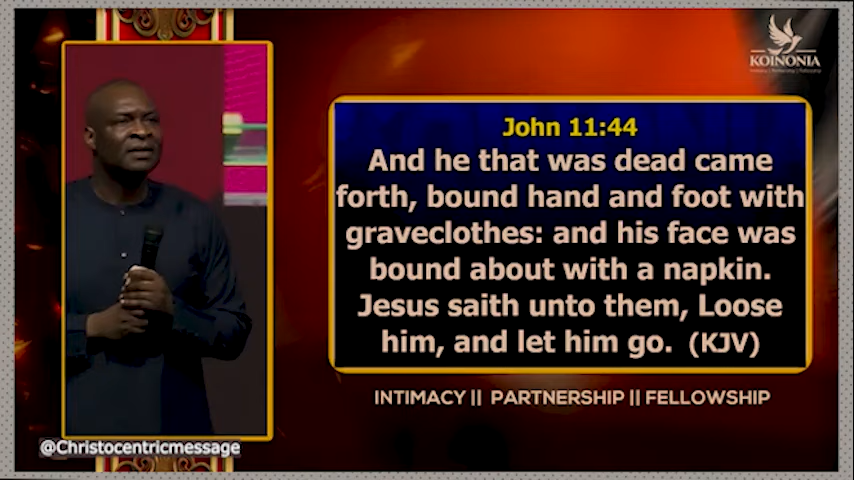 KOINONIA
John 11:44
And he that was dead came
forth, bound hand and foot with
graveclothes: and his face was
bound about with a napkin.
Jesus saith unto them, Loose
him, and let him go. (KJV)
INTIMACY || PARTNERSHIP || FELLOWSHIP
@Christocentricmessage